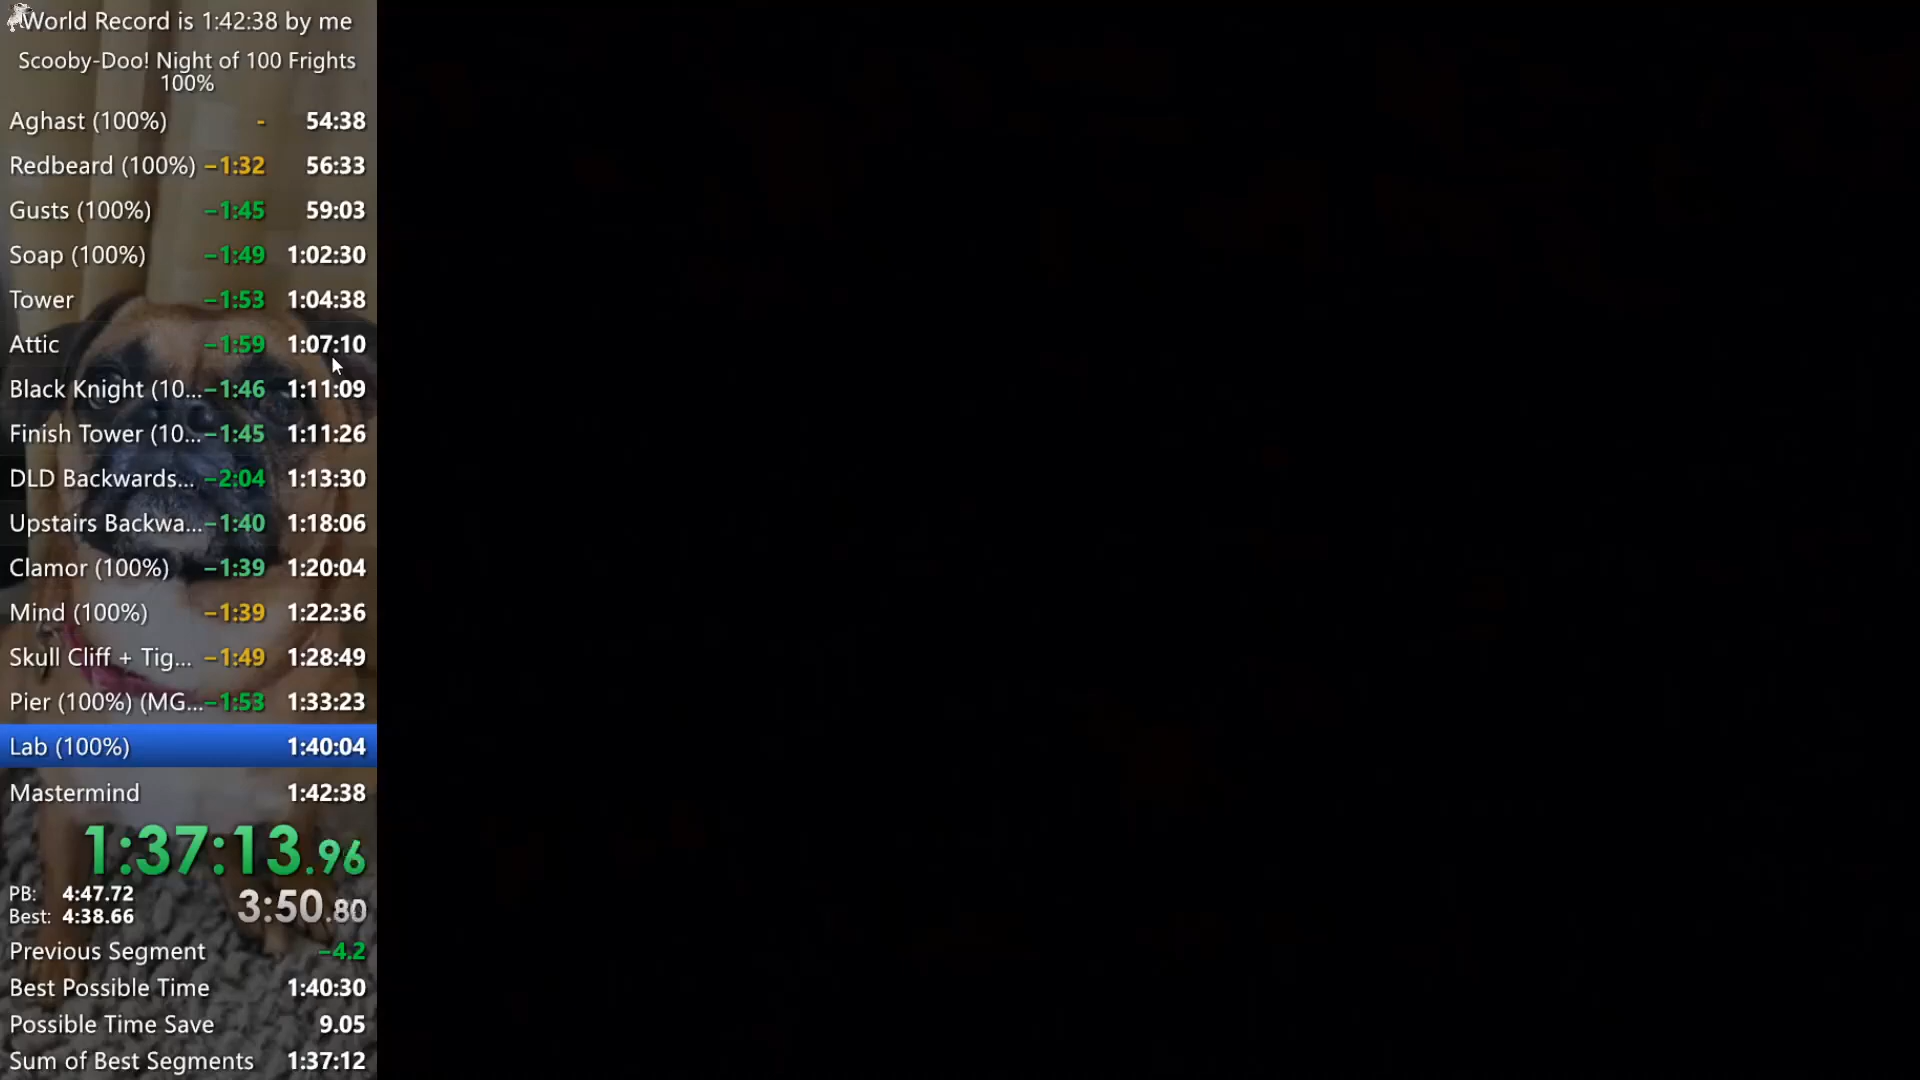 World Record is 1:42:38 by me
Scooby-Doo! Night of 100 Frights
100%
Aghast (100%) - 54:38
Redbeard (100%) −1:32 56:33
Gusts (100%) −1:45 59:03
Soap (100%) −1:49 1:02:30
Tower −1:53 1:04:38
Attic −1:59 1:07:10
Black Knight (10... −1:46 1:11:09
Finish Tower (10... −1:45 1:11:26
DLD Backwards... −2:04 1:13:30
Upstairs Backwa... −1:40 1:18:06
Clamor (100%) −1:39 1:20:04
Mind (100%) −1:39 1:22:36
Skull Cliff + Tig... −1:49 1:28:49
Pier (100%) (MG... −1:53 1:33:23
Lab (100%) 1:40:04
Mastermind 1:42:38
1:37:13.96
PB: 4:47.72
Best: 4:38.66
3:50.80
Previous Segment −4.2
Best Possible Time 1:40:30
Possible Time Save 9.05
Sum of Best Segments 1:37:12